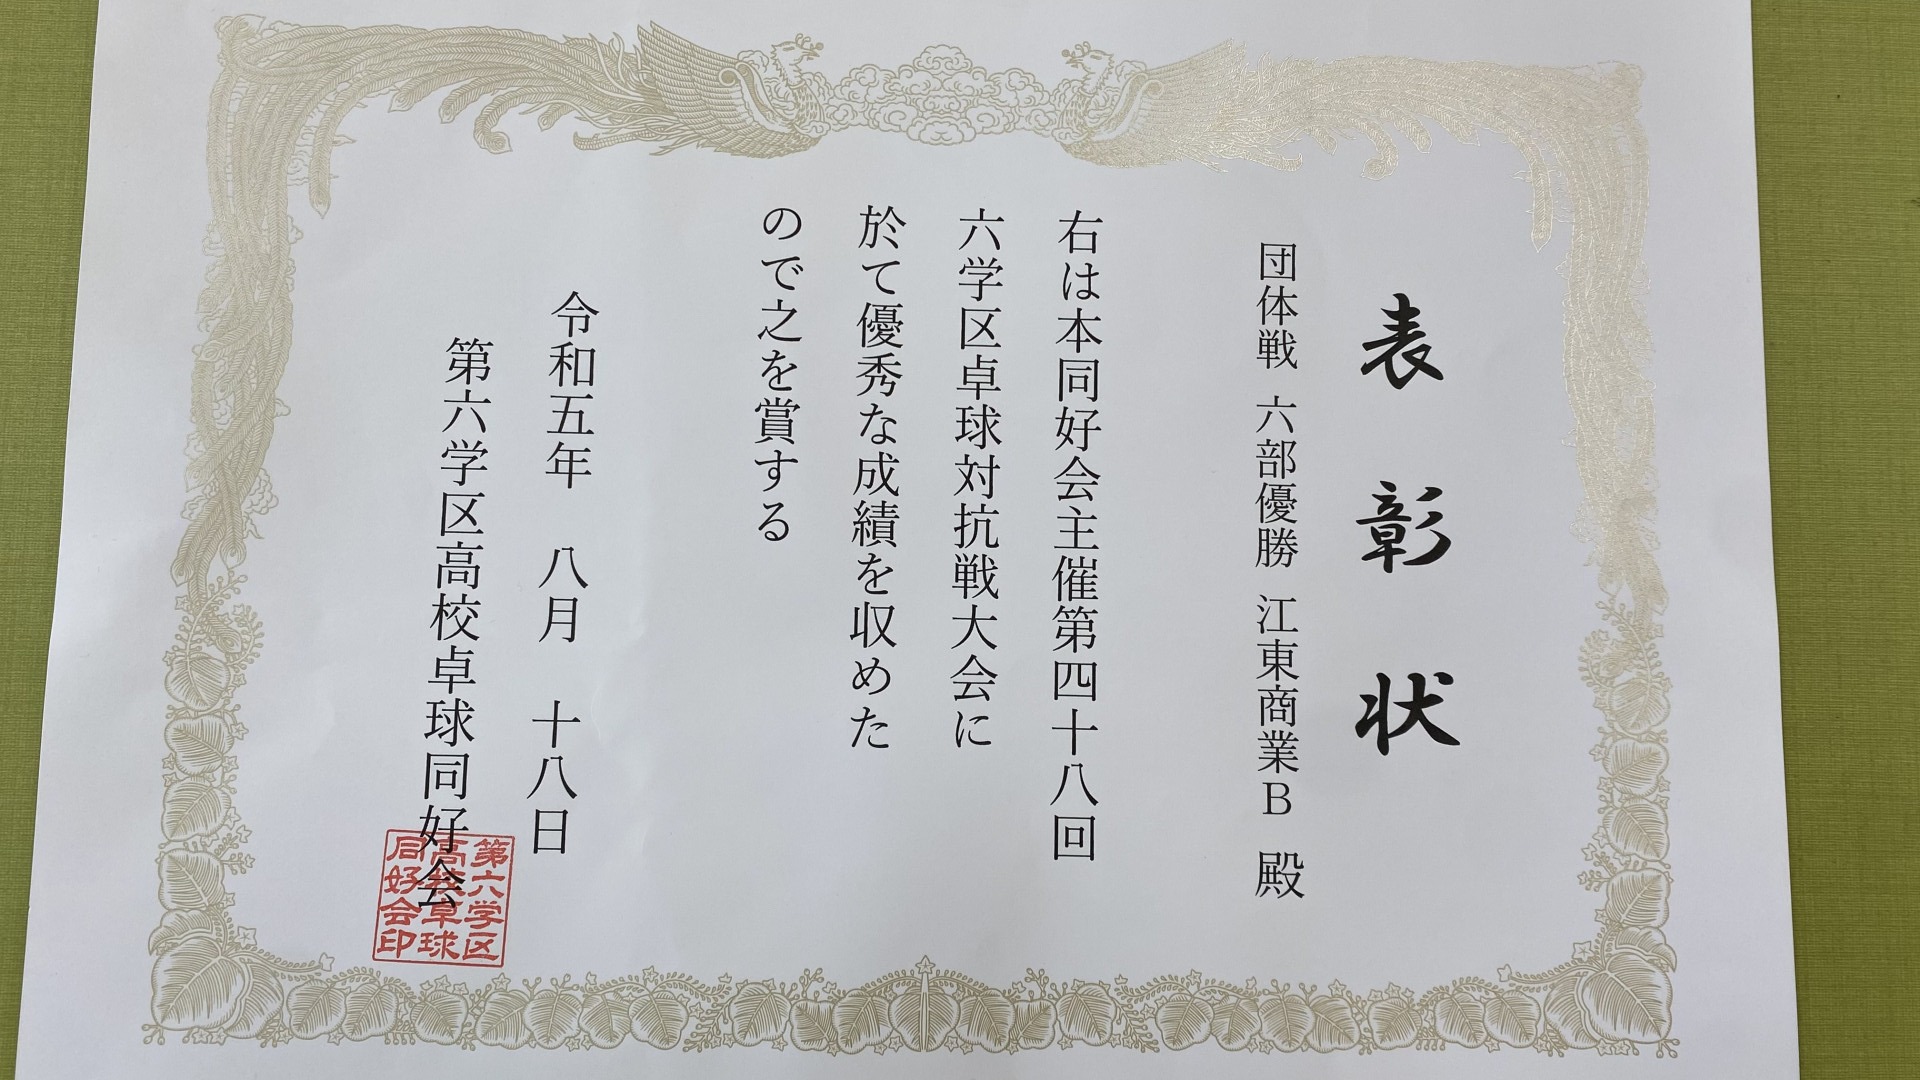 表彰状
団体戦 六部優勝 江東商業B 殿
右は本同好会主催第四十八回
六学区卓球対抗戦大会に
於て優秀な成績を収めた
ので之を賞する
令和五年 八月 十八日
第六学区高校卓球同好会
第六学区
高校卓球
同好会印